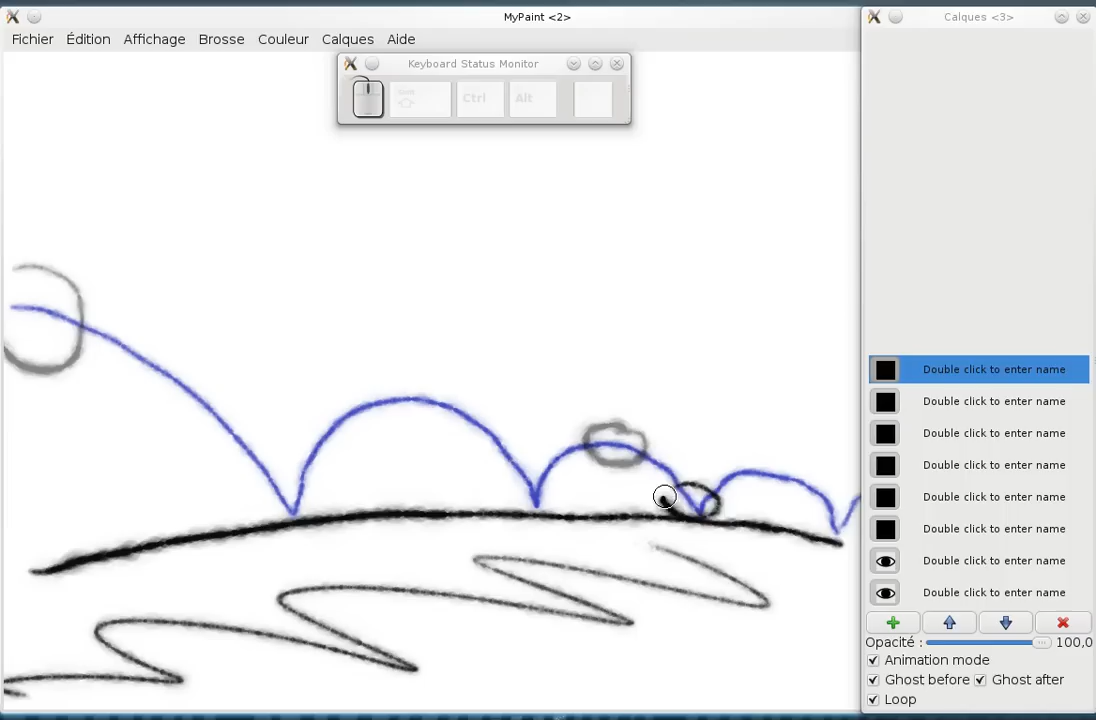 MyPaint <2>
Calques <3>
Fichier Édition Affichage Brosse Couleur Calques Aide
Keyboard Status Monitor
Shift Ctrl Alt
Double click to enter name
Double click to enter name
Double click to enter name
Double click to enter name
Double click to enter name
Double click to enter name
Double click to enter name
Double click to enter name
Opacité : 100,0
Animation mode
Ghost before Ghost after
Loop